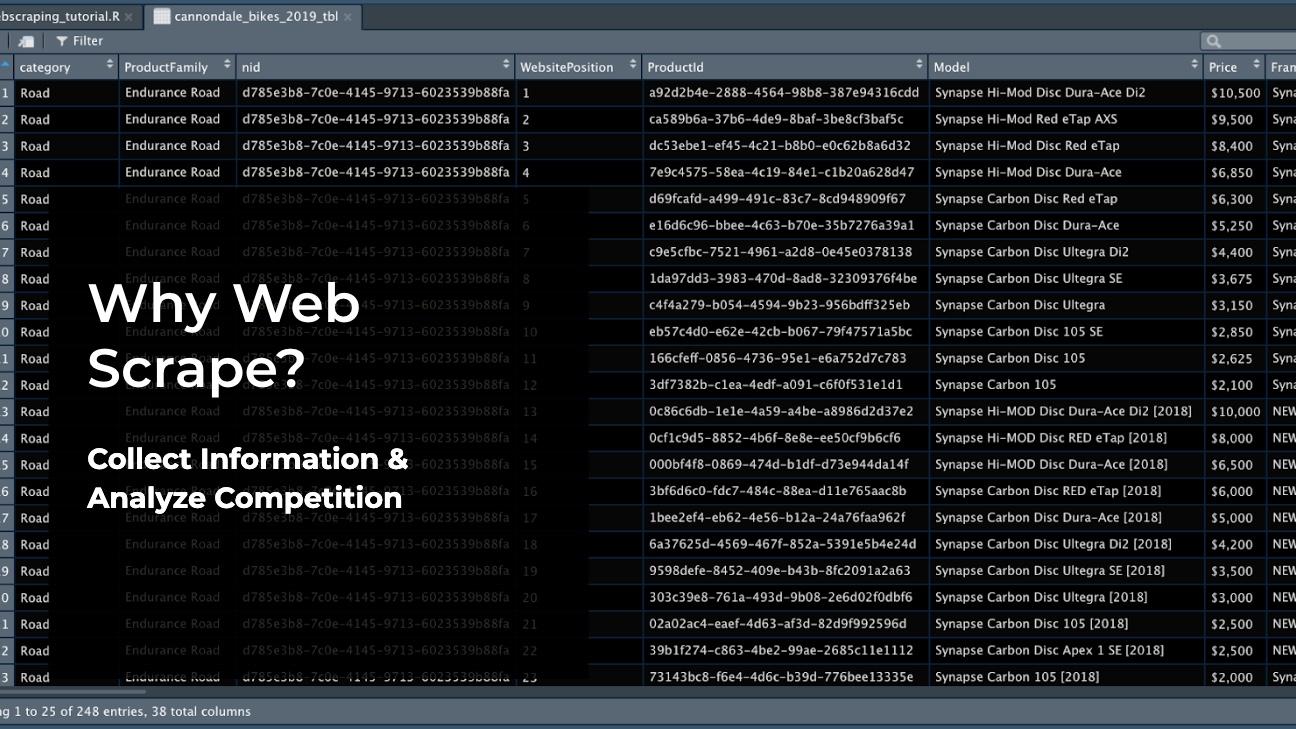 ebscraping_tutorial.R × cannondale_bikes_2019_tbl ×
Filter
category ProductFamily nid WebsitePosition ProductId Model Price Fran
1 Road Endurance Road d785e3b8-7c0e-4145-9713-6023539b88fa 1 a92d2b4e-2888-4564-98b8-387e94316cdd Synapse Hi-Mod Disc Dura-Ace Di2 $10,500 Syna
2 Road Endurance Road d785e3b8-7c0e-4145-9713-6023539b88fa 2 ca589b6a-37b6-4de9-8baf-3be8cf3baf5c Synapse Hi-Mod Red eTap AXS $9,500 Syna
3 Road Endurance Road d785e3b8-7c0e-4145-9713-6023539b88fa 3 dc53ebe1-ef45-4c21-b8b0-e0c62b8a6d32 Synapse Hi-Mod Disc Red eTap $8,400 Syna
4 Road Endurance Road d785e3b8-7c0e-4145-9713-6023539b88fa 4 7e9c4575-58ea-4c19-84e1-c1b20a628d47 Synapse Hi-Mod Disc Dura-Ace $6,850 Syna
5 Road Endurance Road d785e3b8-7c0e-4145-9713-6023539b88fa 5 d69fcafd-a499-491c-83c7-8cd948909f67 Synapse Carbon Disc Red eTap $6,300 Syna
6 Road Endurance Road d785e3b8-7c0e-4145-9713-6023539b88fa 6 e16d6c96-bbee-4c63-b70e-35b7276a39a1 Synapse Carbon Disc Dura-Ace $5,250 Syna
7 Road Endurance Road d785e3b8-7c0e-4145-9713-6023539b88fa 7 c9e5cfbc-7521-4961-a2d8-0e45e0378138 Synapse Carbon Disc Ultegra Di2 $4,400 Syna
8 Road Endurance Road d785e3b8-7c0e-4145-9713-6023539b88fa 8 1da97dd3-3983-470d-8ad8-32309376f4be Synapse Carbon Disc Ultegra SE $3,675 Syna
9 Road d785e3b8-7c0e-4145-9713-6023539b88fa 9 c4f4a279-b054-4594-9b23-956bdff325eb Synapse Carbon Disc Ultegra $3,150 Syna
0 Road Endurance Road d785e3b8-7c0e-4145-9713-6023539b88fa 10 eb57c4d0-e62e-42cb-b067-79f47571a5bc Synapse Carbon Disc 105 SE $2,850 Syna
1 Road d785e3b8-7c0e-4145-9713-6023539b88fa 11 166cfeff-0856-4736-95e1-e6a752d7c783 Synapse Carbon Disc 105 $2,625 Syna
2 Road Endurance Road d785e3b8-7c0e-4145-9713-6023539b88fa 12 3df7382b-c1ea-4edf-a091-c6f0f531e1d1 Synapse Carbon 105 $2,100 Syna
3 Road Endurance Road d785e3b8-7c0e-4145-9713-6023539b88fa 13 0c86c6db-1e1e-4a59-a4be-a8986d2d37e2 Synapse Hi-MOD Disc Dura-Ace Di2 [2018] $10,000 NEW
4 Road Endurance Road d785e3b8-7c0e-4145-9713-6023539b88fa 14 0cf1c9d5-8852-4b6f-8e8e-ee50cf9b6cf6 Synapse Hi-MOD Disc RED eTap [2018] $8,000 NEW
5 Road d785e3b8-7c0e-4145-9713-6023539b88fa 15 000bf4f8-0869-474d-b1df-d73e944da14f Synapse Hi-MOD Disc Dura-Ace [2018] $6,500 NEW
6 Road Endurance Road d785e3b8-7c0e-4145-9713-6023539b88fa 16 3bf6d6c0-fdc7-484c-88ea-d11e765aac8b Synapse Carbon Disc RED eTap [2018] $6,000 NEW
7 Road Endurance Road d785e3b8-7c0e-4145-9713-6023539b88fa 17 1bee2ef4-eb62-4e56-b12a-24a76faa962f Synapse Carbon Disc Dura-Ace [2018] $5,000 NEW
8 Road Endurance Road d785e3b8-7c0e-4145-9713-6023539b88fa 18 6a37625d-4569-467f-852a-5391e5b4e24d Synapse Carbon Disc Ultegra Di2 [2018] $4,200 NEW
9 Road Endurance Road d785e3b8-7c0e-4145-9713-6023539b88fa 19 9598defe-8452-409e-b43b-8fc2091a2a63 Synapse Carbon Disc Ultegra SE [2018] $3,500 NEW
0 Road Endurance Road d785e3b8-7c0e-4145-9713-6023539b88fa 20 303c39e8-761a-493d-9b08-2e6d02f0dbf6 Synapse Carbon Disc Ultegra [2018] $3,000 NEW
1 Road Endurance Road d785e3b8-7c0e-4145-9713-6023539b88fa 21 02a02ac4-eaef-4d63-af3d-82d9f992596d Synapse Carbon Disc 105 [2018] $2,500 NEW
2 Road Endurance Road d785e3b8-7c0e-4145-9713-6023539b88fa 22 39b1f274-c863-4be2-99ae-2685c11e1112 Synapse Carbon Disc Apex 1 SE [2018] $2,500 NEW
3 Road Endurance Road d785e3b8-7c0e-4145-9713-6023539b88fa 23 73143bc8-f6e4-4d6c-b39d-776bee13335e Synapse Carbon 105 [2018] $2,000 NEW
Why Web
Scrape?
Collect Information &
Analyze Competition
ng 1 to 25 of 248 entries, 38 total columns